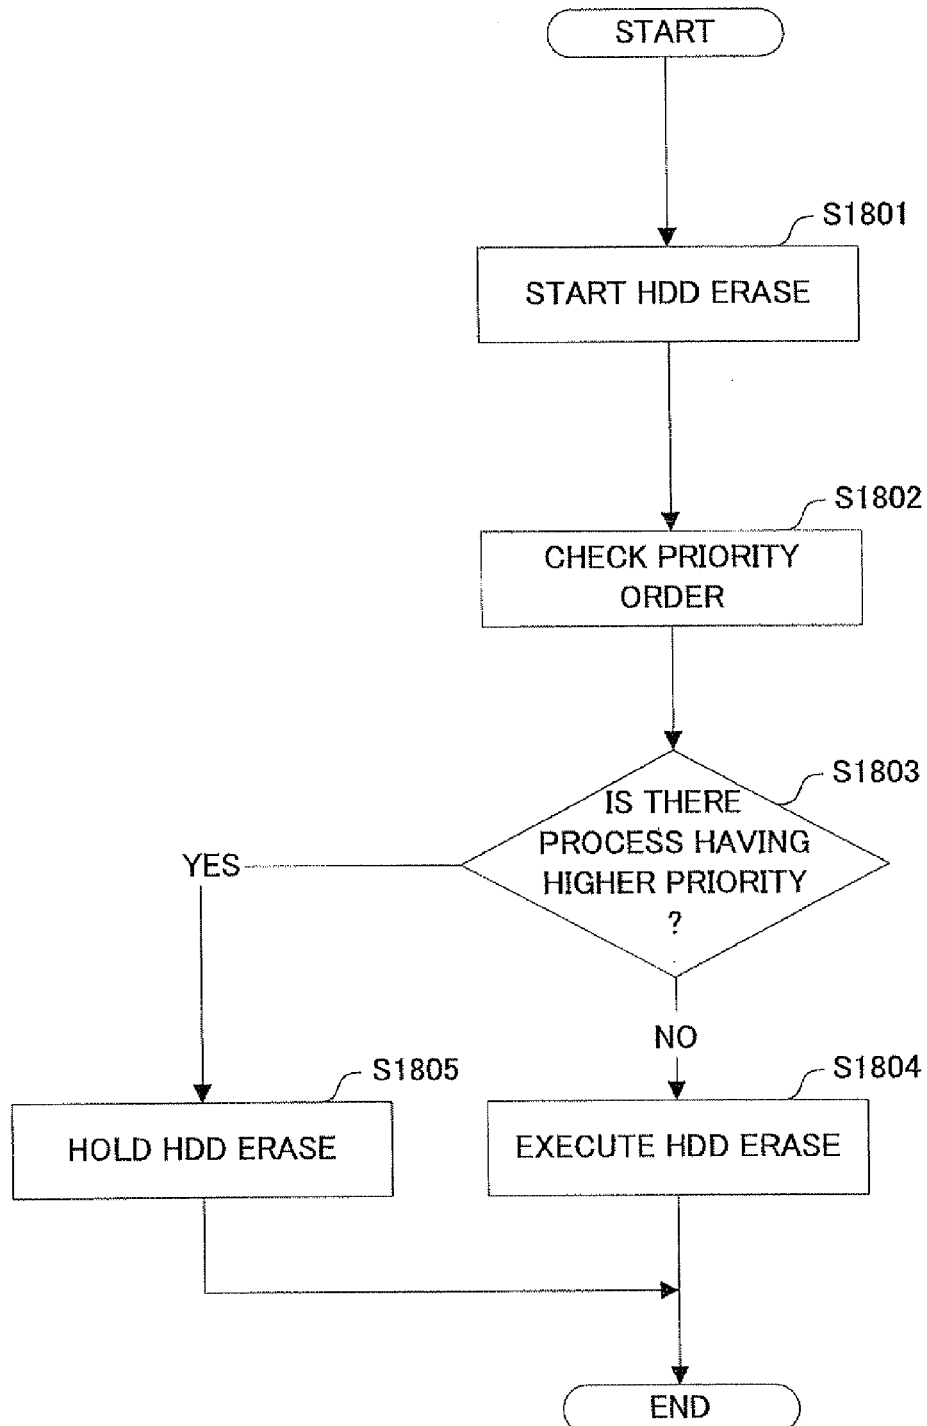 START
S1801
START HDD ERASE
S1802
CHECK PRIORITY
ORDER
S1803
IS THERE
PROCESS HAVING
HIGHER PRIORITY
?
YES
NO
S1805
HOLD HDD ERASE
S1804
EXECUTE HDD ERASE
END